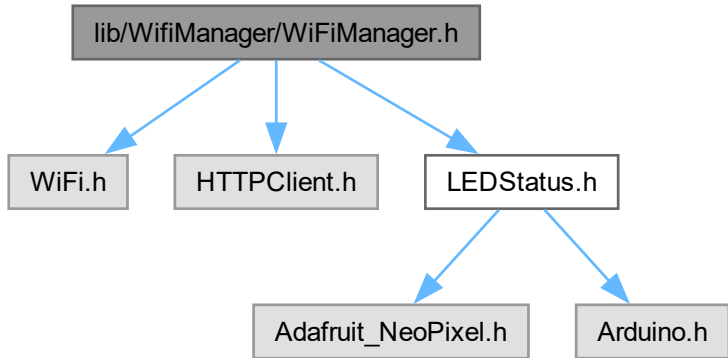 lib/WifiManager/WiFiManager.h
WiFi.h
HTTPClient.h
LEDStatus.h
Adafruit_NeoPixel.h
Arduino.h